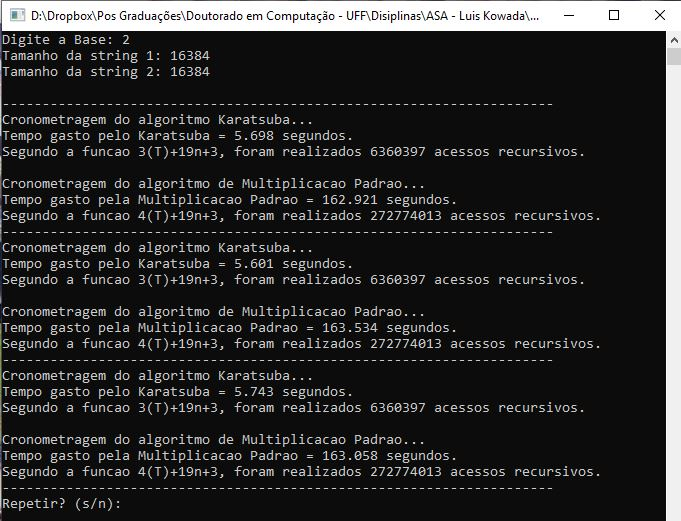 D:\Dropbox\Pos Graduações\Doutorado em Computação - UFF\Disiplinas\ASA - Luis Kowada\...
Digite a Base: 2
Tamanho da string 1: 16384
Tamanho da string 2: 16384
---------------------------------------------------------------------
Cronometragem do algoritmo Karatsuba...
Tempo gasto pelo Karatsuba = 5.698 segundos.
Segundo a funcao 3(T)+19n+3, foram realizados 6360397 acessos recursivos.
Cronometragem do algoritmo de Multiplicacao Padrao...
Tempo gasto pela Multiplicacao Padrao = 162.921 segundos.
Segundo a funcao 4(T)+19n+3, foram realizados 272774013 acessos recursivos.
---------------------------------------------------------------------
Cronometragem do algoritmo Karatsuba...
Tempo gasto pelo Karatsuba = 5.601 segundos.
Segundo a funcao 3(T)+19n+3, foram realizados 6360397 acessos recursivos.
Cronometragem do algoritmo de Multiplicacao Padrao...
Tempo gasto pela Multiplicacao Padrao = 163.534 segundos.
Segundo a funcao 4(T)+19n+3, foram realizados 272774013 acessos recursivos.
---------------------------------------------------------------------
Cronometragem do algoritmo Karatsuba...
Tempo gasto pelo Karatsuba = 5.743 segundos.
Segundo a funcao 3(T)+19n+3, foram realizados 6360397 acessos recursivos.
Cronometragem do algoritmo de Multiplicacao Padrao...
Tempo gasto pela Multiplicacao Padrao = 163.058 segundos.
Segundo a funcao 4(T)+19n+3, foram realizados 272774013 acessos recursivos.
---------------------------------------------------------------------
Repetir? (s/n):